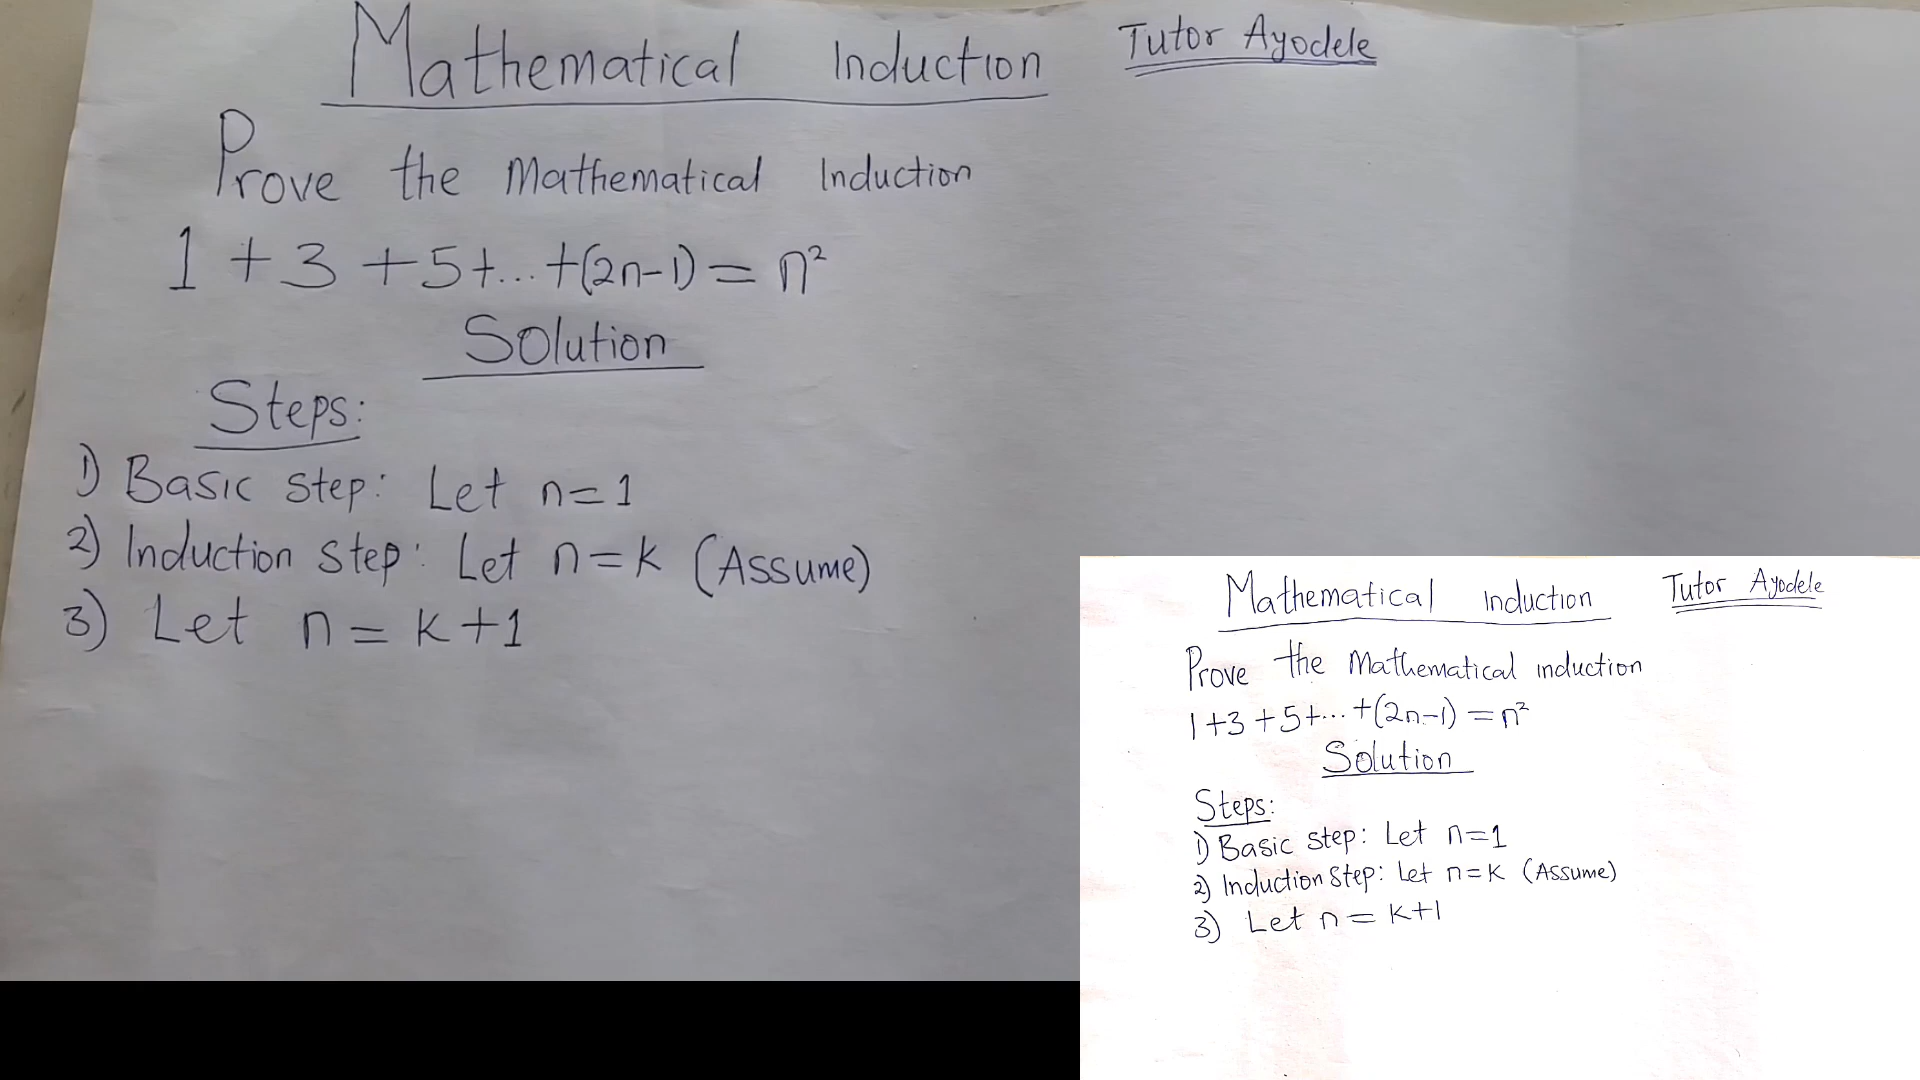 Mathematical Induction Tutor Ayodele
Prove the Mathematical Induction
1 + 3 + 5 + ... + (2n-1) = n²
Solution
Steps:
1) Basic step: Let n=1
2) Induction step: Let n=k (Assume)
3) Let n = k+1
Mathematical Induction Tutor Ayodele
Prove the Mathematical induction
1+3+5+...+(2n-1) = n²
Solution
Steps:
1) Basic step: Let n=1
2) Induction step: Let n=k (Assume)
3) Let n = k+1